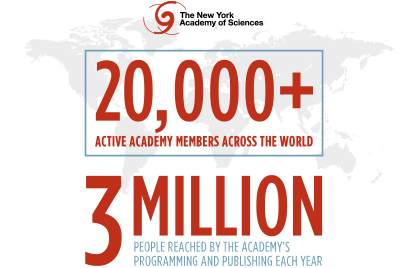 The New York
Academy of Sciences
20,000+
ACTIVE ACADEMY MEMBERS ACROSS THE WORLD
3 MILLION
PEOPLE REACHED BY THE ACADEMY'S
PROGRAMMING AND PUBLISHING EACH YEAR